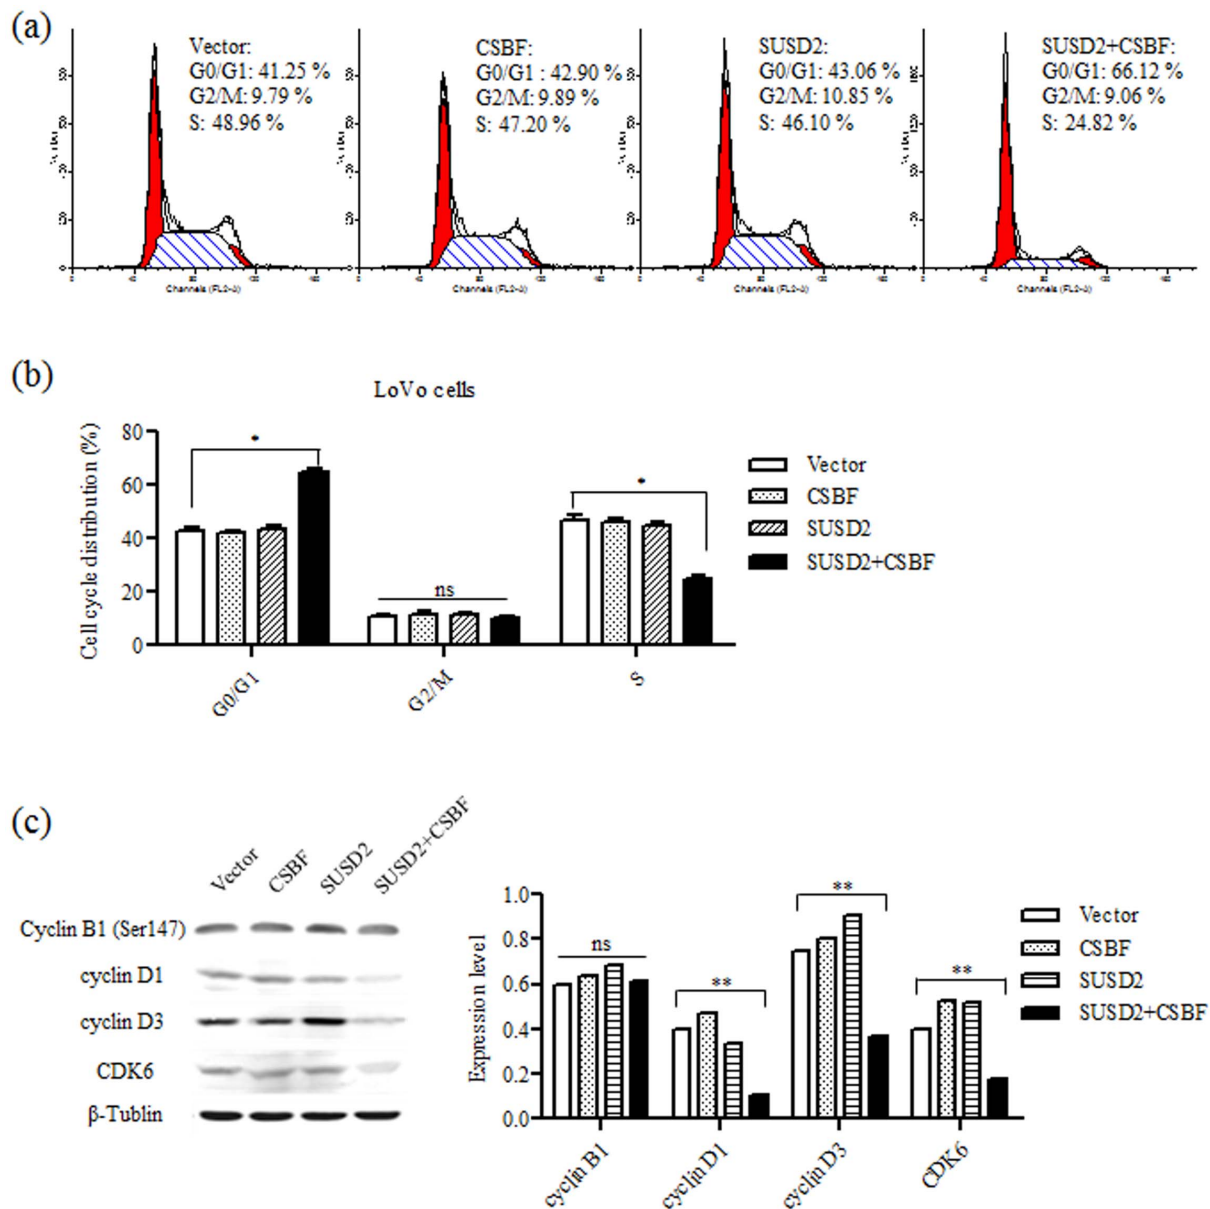 (a)
Vector:
G0/G1: 41.25 %
G2/M: 9.79 %
S: 48.96 %
CSBF:
G0/G1 : 42.90 %
G2/M: 9.89 %
S: 47.20 %
SUSD2:
G0/G1: 43.06 %
G2/M: 10.85 %
S: 46.10 %
SUSD2+CSBF:
G0/G1: 66.12 %
G2/M: 9.06 %
S: 24.82 %
Channels
Channels
Channels
Channels
(b)
LoVo cells
Cell cycle distribution (%)
80
60
40
20
0
*
ns
*
G0/G1
G2/M
S
Vector
CSBF
SUSD2
SUSD2+CSBF
(c)
Vector
CSBF
SUSD2
SUSD2+CSBF
Cyclin B1 (Ser147)
cyclin D1
cyclin D3
CDK6
β-Tublin
Expression level
1.0
0.8
0.6
0.4
0.2
0.0
ns
**
**
**
cyclin B1
cyclin D1
cyclin D3
CDK6
Vector
CSBF
SUSD2
SUSD2+CSBF